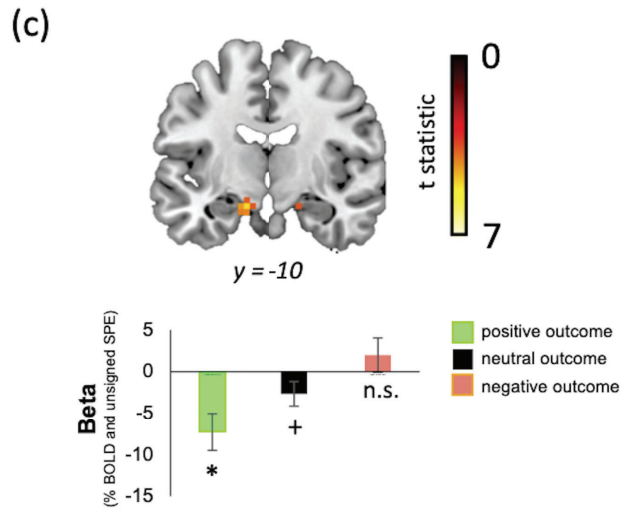 (c)
0
t statistic
7
y = -10
Beta
(% BOLD and unsigned SPE)
5
0
-5
-10
-15
*
+
n.s.
positive outcome
neutral outcome
negative outcome